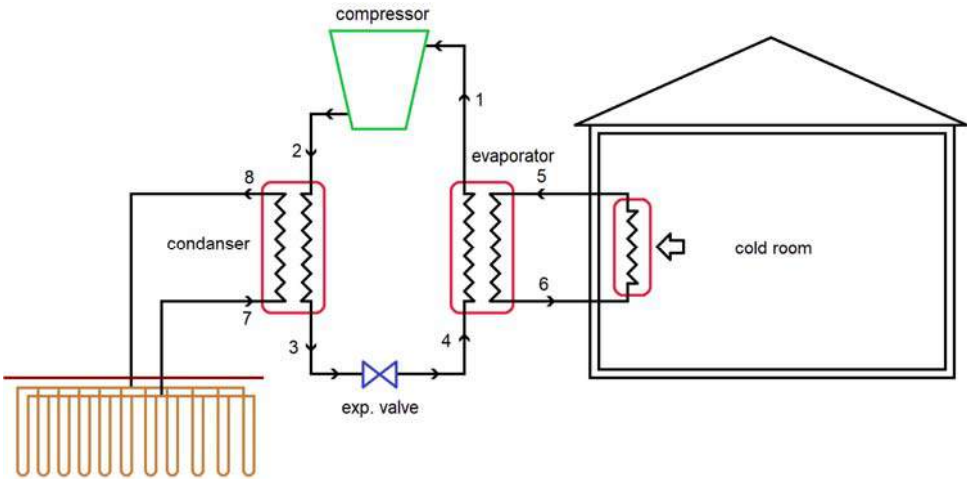 compressor
1
2
evaporator
8
5
condanser
cold room
6
7
3
4
exp. valve